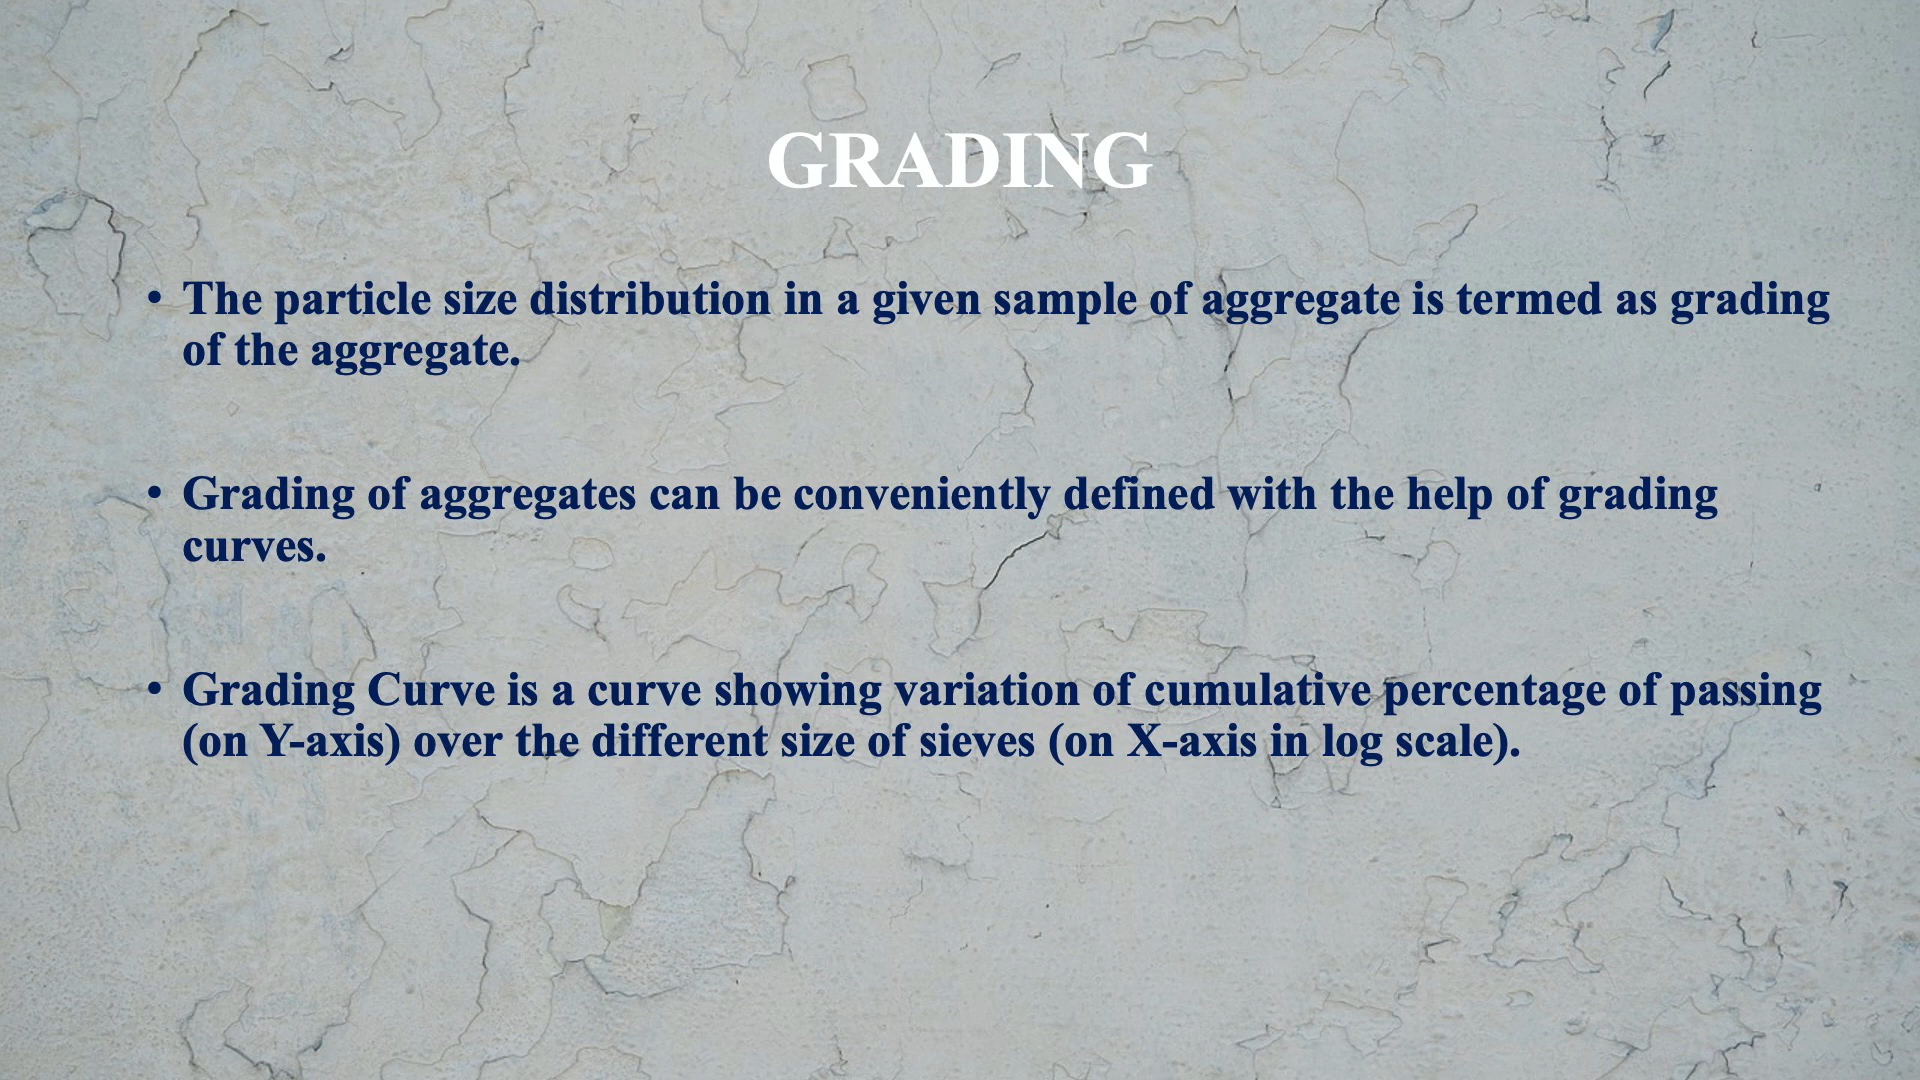 GRADING
• The particle size distribution in a given sample of aggregate is termed as grading
of the aggregate.
• Grading of aggregates can be conveniently defined with the help of grading
curves.
• Grading Curve is a curve showing variation of cumulative percentage of passing
(on Y-axis) over the different size of sieves (on X-axis in log scale).